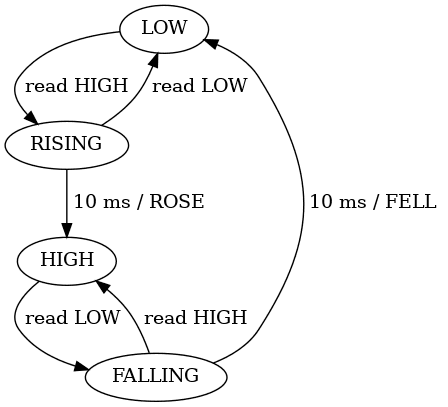 LOW
read HIGH
read LOW
RISING
10 ms / ROSE
10 ms / FELL
HIGH
read LOW
read HIGH
FALLING